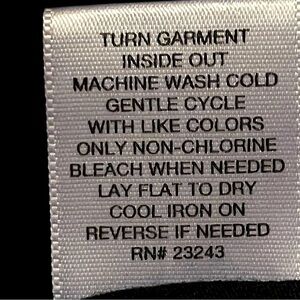 TURN GARMENT
INSIDE OUT
MACHINE WASH COLD
GENTLE CYCLE
WITH LIKE COLORS
ONLY NON-CHLORINE
BLEACH WHEN NEEDED
LAY FLAT TO DRY
COOL IRON ON
REVERSE IF NEEDED
RN# 23243